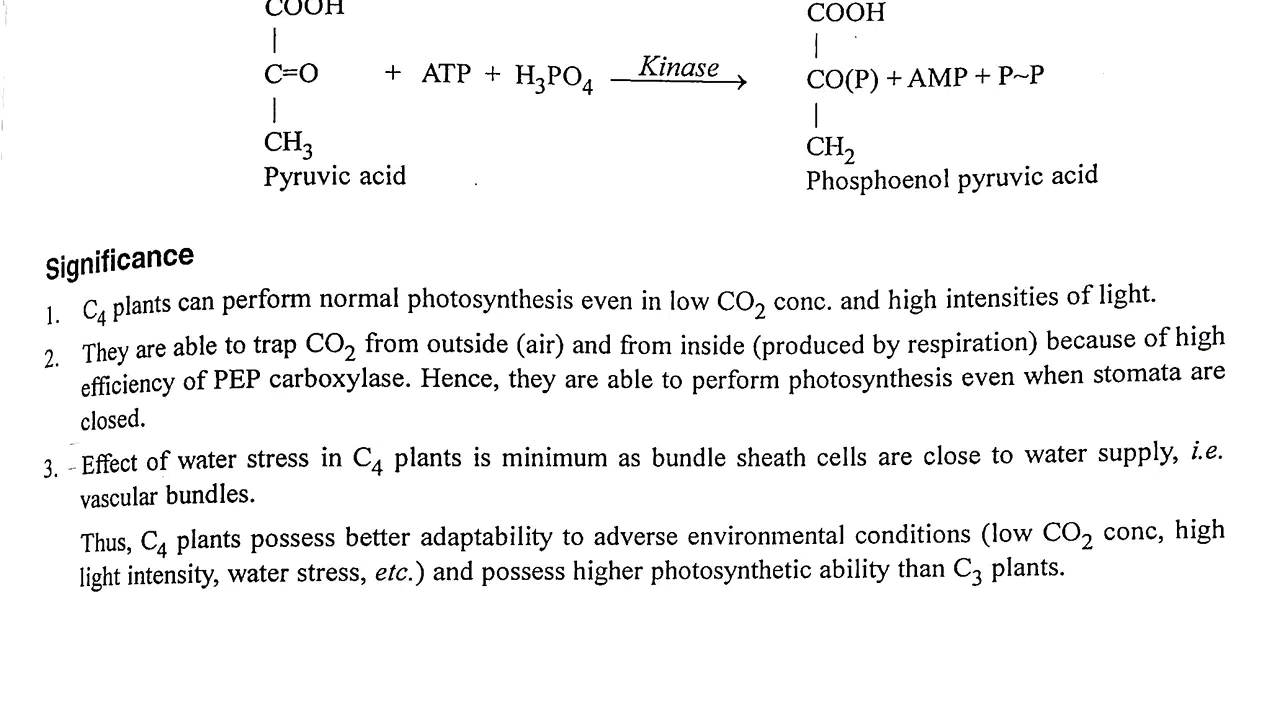 COOH COOH
| |
C=O + ATP + H₃PO₄ Kinase → CO(P) + AMP + P~P
| |
CH₃ CH₂
Pyruvic acid Phosphoenol pyruvic acid
Significance
1. C₄ plants can perform normal photosynthesis even in low CO₂ conc. and high intensities of light.
2. They are able to trap CO₂ from outside (air) and from inside (produced by respiration) because of high
efficiency of PEP carboxylase. Hence, they are able to perform photosynthesis even when stomata are
closed.
3. Effect of water stress in C₄ plants is minimum as bundle sheath cells are close to water supply, i.e.
vascular bundles.
Thus, C₄ plants possess better adaptability to adverse environmental conditions (low CO₂ conc, high
light intensity, water stress, etc.) and possess higher photosynthetic ability than C₃ plants.